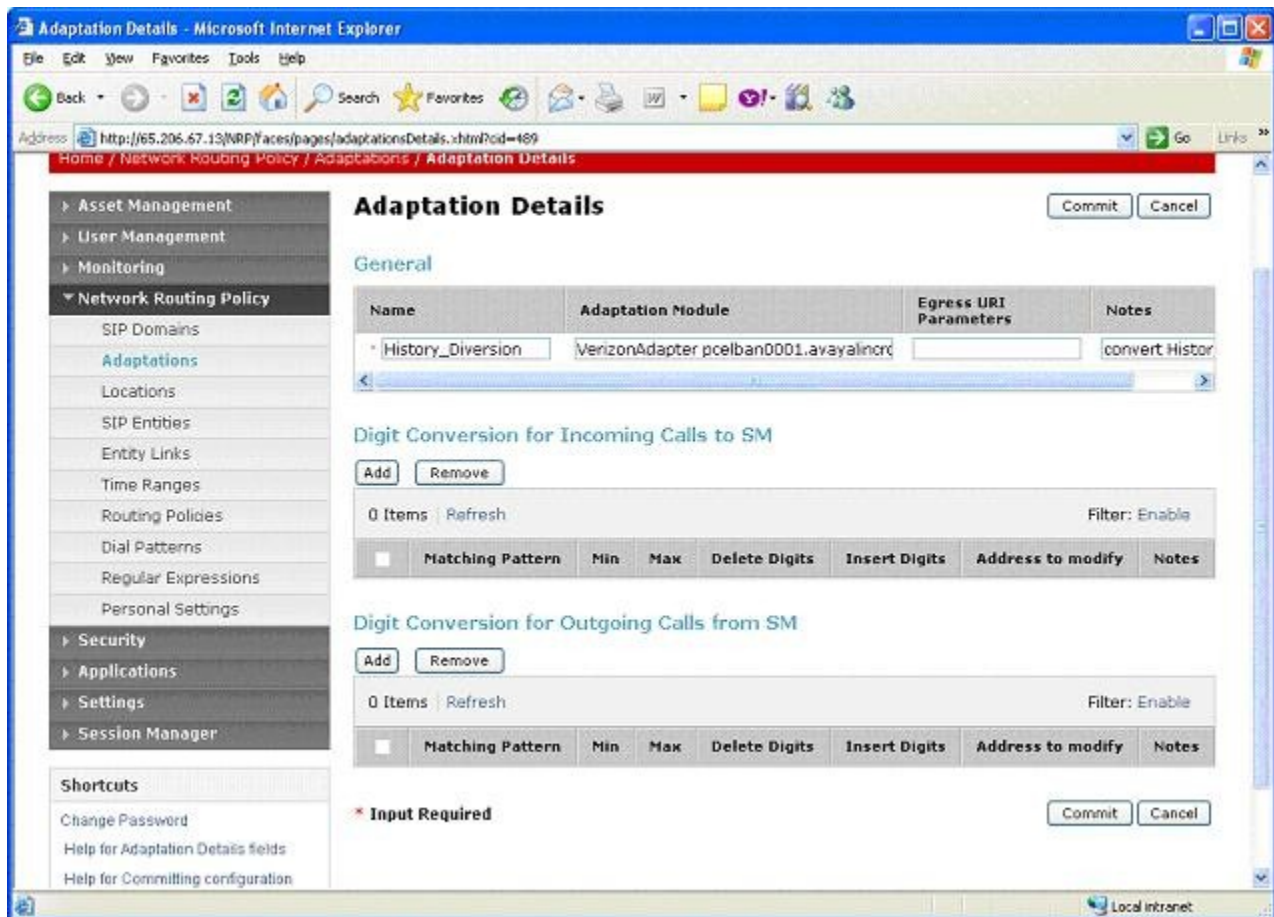 Adaptation Details - Microsoft Internet Explorer
File Edit View Favorites Tools Help
Back Search Favorites
Address http://65.206.67.13/NRP/faces/pages/adaptationsDetails.xhtml?cid=489 Go Links »
Home / Network Routing Policy / Adaptations / Adaptation Details
Asset Management
User Management
Monitoring
Network Routing Policy
SIP Domains
Adaptations
Locations
SIP Entities
Entity Links
Time Ranges
Routing Policies
Dial Patterns
Regular Expressions
Personal Settings
Security
Applications
Settings
Session Manager
Shortcuts
Change Password
Help for Adaptation Details fields
Help for Committing configuration
Adaptation Details Commit Cancel
General
Name Adaptation Module Egress URI Parameters Notes
* History_Diversion VerizonAdapter pcelban0001.avayalincro convert Histor
Digit Conversion for Incoming Calls to SM
Add Remove
0 Items Refresh Filter: Enable
Matching Pattern Min Max Delete Digits Insert Digits Address to modify Notes
Digit Conversion for Outgoing Calls from SM
Add Remove
0 Items Refresh Filter: Enable
Matching Pattern Min Max Delete Digits Insert Digits Address to modify Notes
* Input Required Commit Cancel
Local intranet